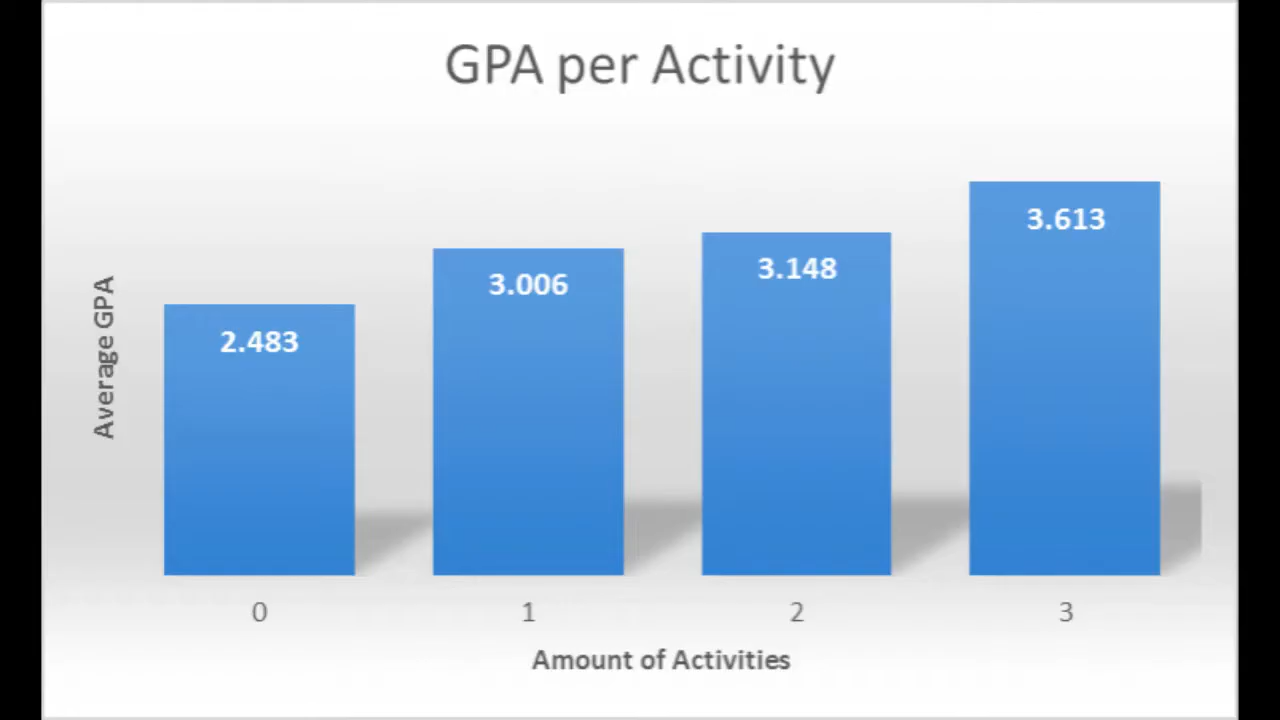 GPA per Activity
3.613
3.148
3.006
2.483
Average GPA
0 1 2 3
Amount of Activities